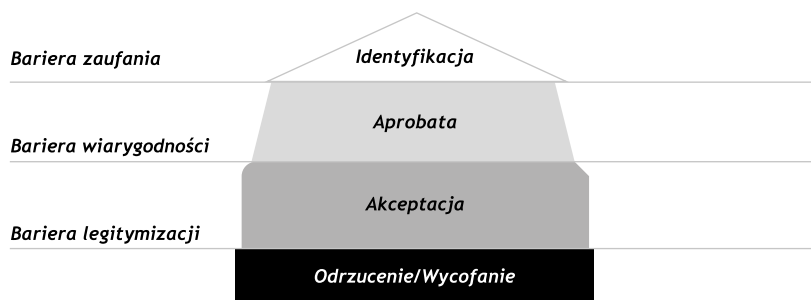 Bariera zaufania
Identyfikacja
Aprobata
Bariera wiarygodności
Akceptacja
Bariera legitymizacji
Odrzucenie/Wycofanie